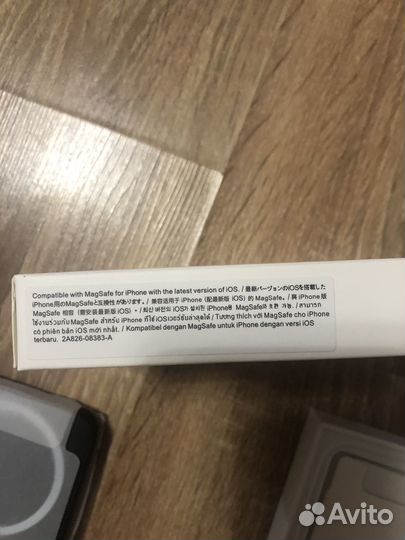 Compatible with MagSafe for iPhone with the latest version of iOS. / 最新バージョンのiOSを搭載した
iPhone用のMagSafeと互換性があります。/ 兼容适用于 iPhone（配最新版 iOS）的 MagSafe。/ 與 iPhone 版
MagSafe 相容（需安裝最新版 iOS）/ 최신 버전의 iOS가 설치된 iPhone용 MagSafe와 호환 가능. / สามารถ
ใช้งานร่วมกับ MagSafe สำหรับ iPhone ที่ใช้ iOS เวอร์ชั่นล่าสุดได้ / Tương thích với MagSafe cho iPhone
có phiên bản iOS mới nhất. / Kompatibel dengan MagSafe untuk iPhone dengan versi iOS
terbaru. 2A826-08383-A
Avito